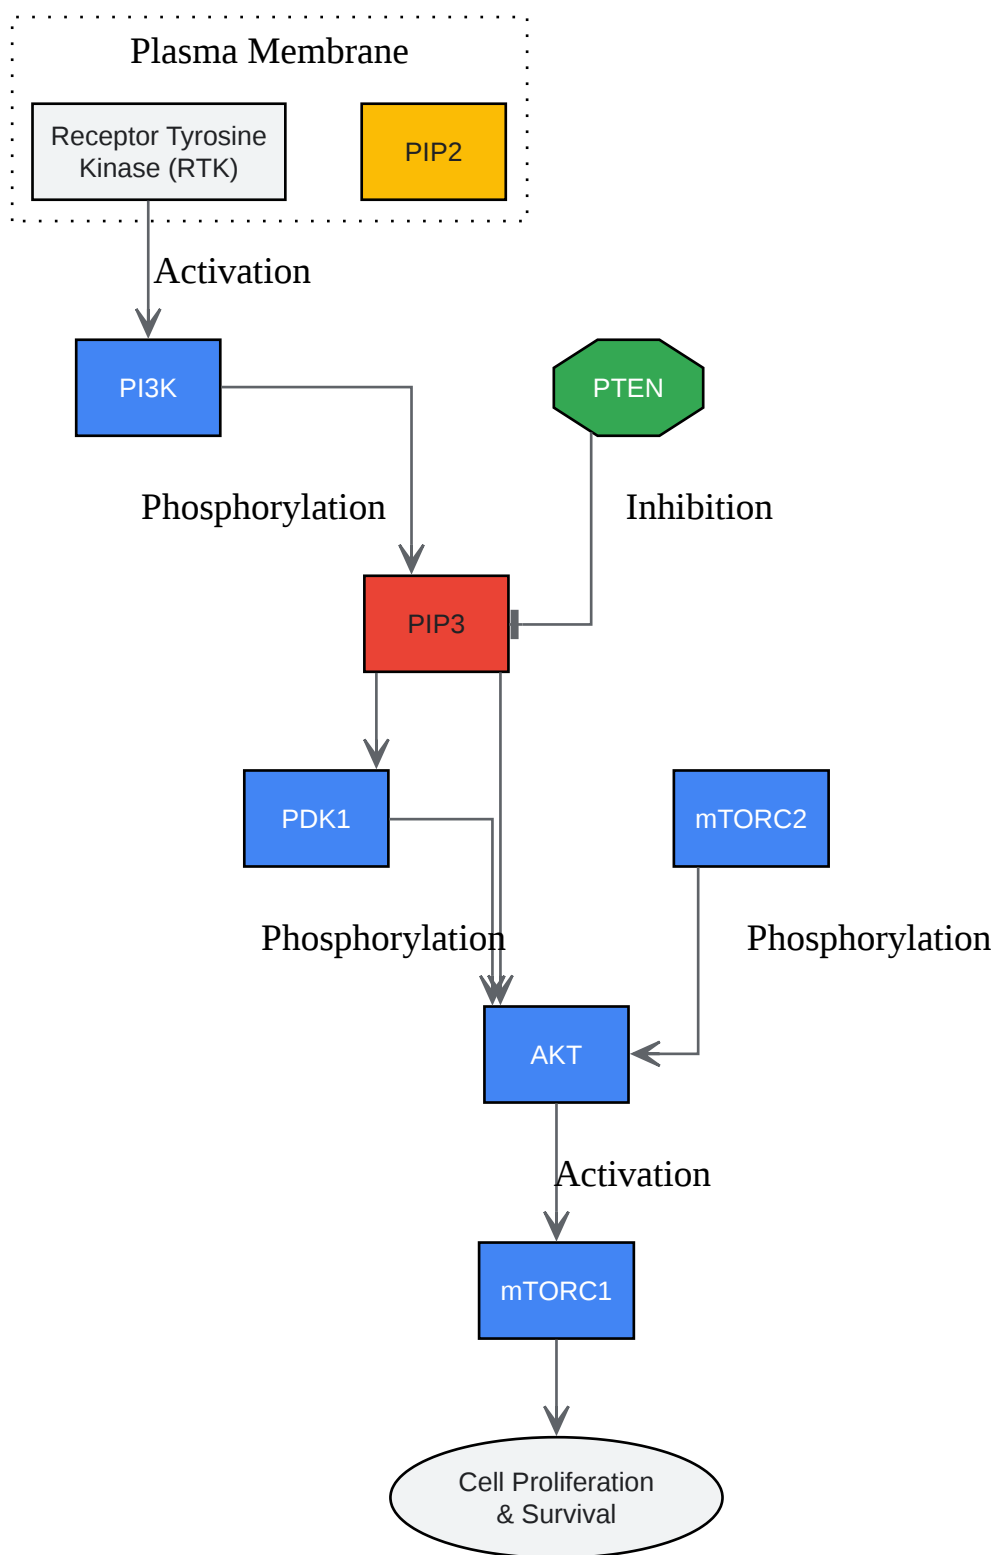 Plasma Membrane
Receptor Tyrosine
Kinase (RTK)
PIP2
Activation
PI3K
PTEN
Phosphorylation
Inhibition
PIP3
PDK1
mTORC2
Phosphorylation
Phosphorylation
AKT
Activation
mTORC1
Cell Proliferation
& Survival